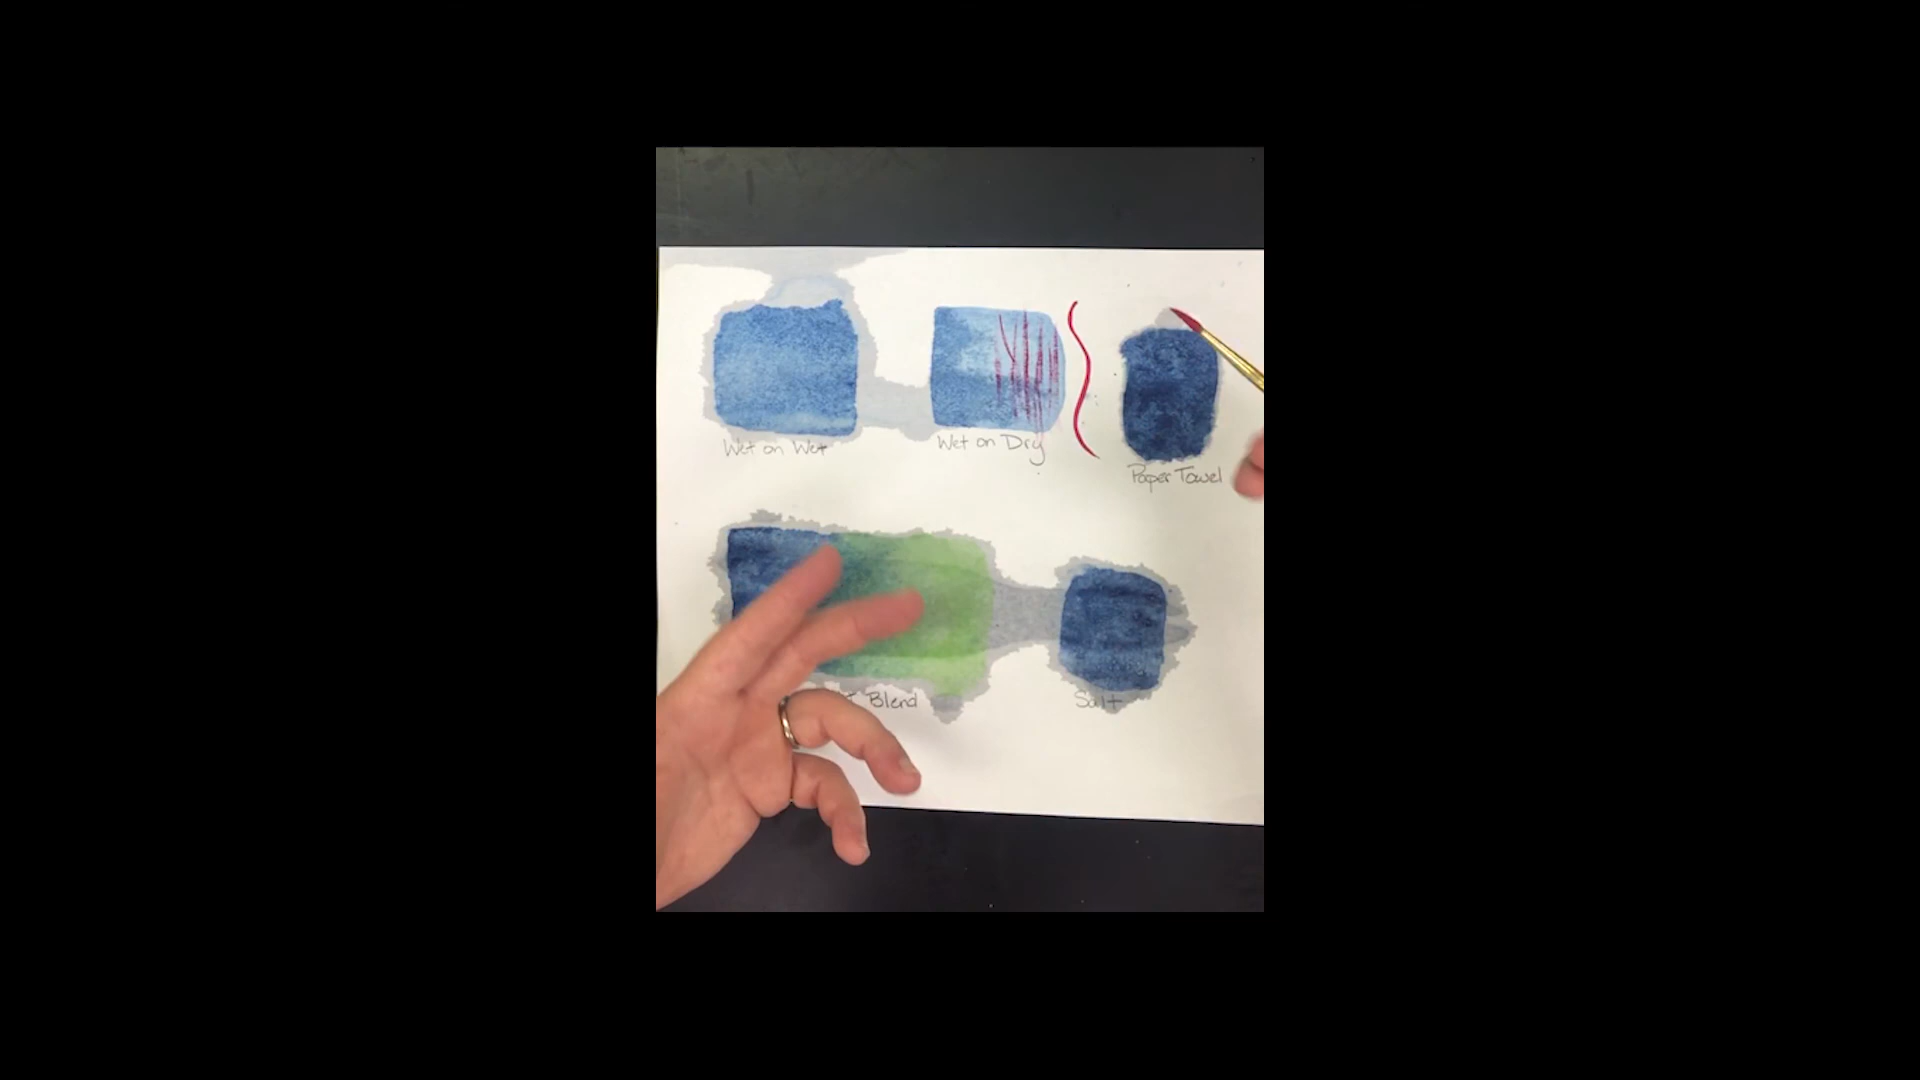 Wet on Wet
Wet on Dry
Paper Towel
Blend
Salt